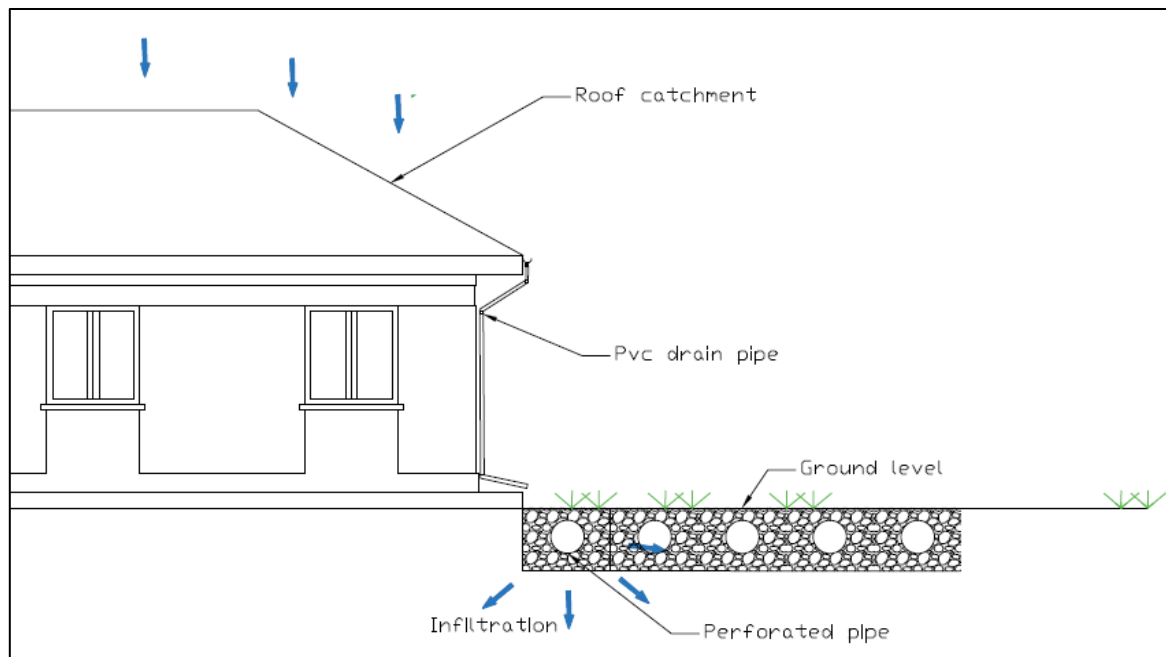 Roof catchment
Pvc drain pipe
Ground level
Infiltration
Perforated pipe